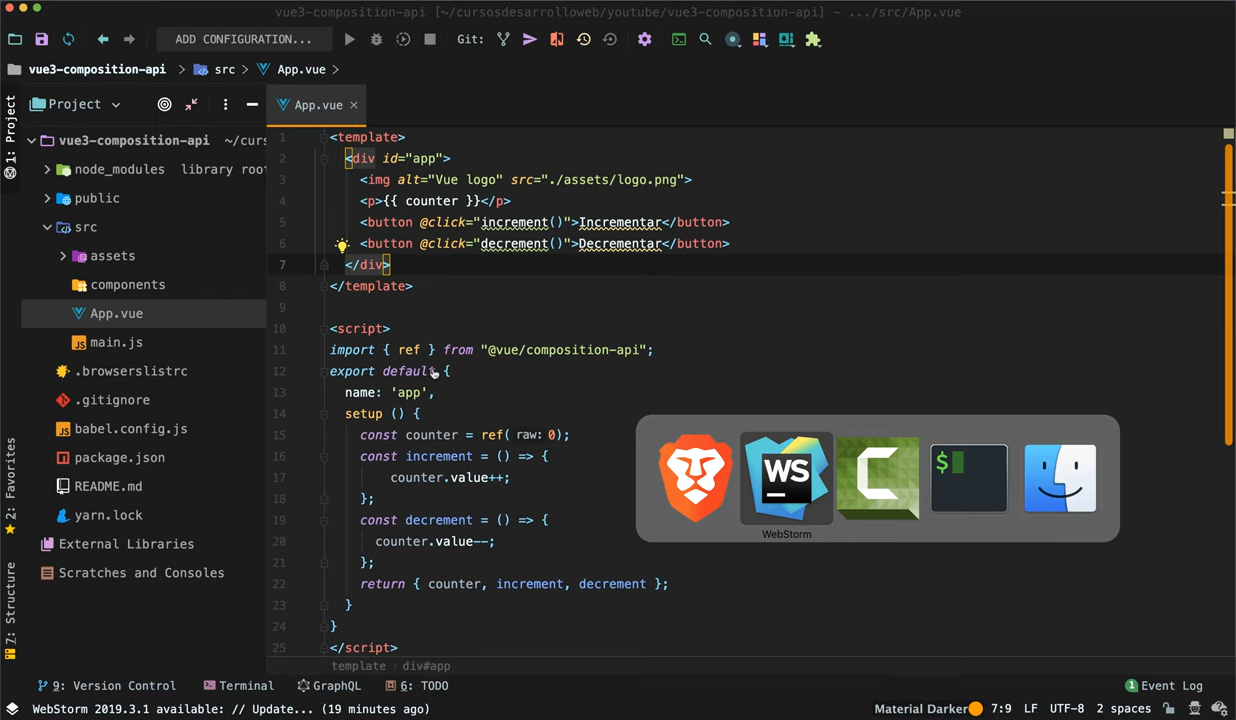 vue3-composition-api [~/cursosdesarrolloweb/youtube/vue3-composition-api] - .../src/App.vue
ADD CONFIGURATION...
Git:
vue3-composition-api > src > App.vue >
Project
App.vue
1: Project
vue3-composition-api ~/curs
node_modules library root
public
src
assets
components
App.vue
main.js
.browserslistrc
.gitignore
babel.config.js
package.json
README.md
yarn.lock
External Libraries
Scratches and Consoles
2: Favorites
7: Structure
1 <template>
2 <div id="app">
3 <img alt="Vue logo" src="./assets/logo.png">
4 <p>{{ counter }}</p>
5 <button @click="increment()">Incrementar</button>
6 <button @click="decrement()">Decrementar</button>
7 </div>
8 </template>
9
10 <script>
11 import { ref } from "@vue/composition-api";
12 export default {
13 name: 'app',
14 setup () {
15 const counter = ref( raw: 0);
16 const increment = () => {
17 counter.value++;
18 };
19 const decrement = () => {
20 counter.value--;
21 };
22 return { counter, increment, decrement };
23 }
24 }
25 </script>
WS
C
$
WebStorm
template › div#app
9: Version Control
Terminal
GraphQL
6: TODO
1 Event Log
WebStorm 2019.3.1 available: // Update... (19 minutes ago)
Material Darker
7:9 LF UTF-8 2 spaces